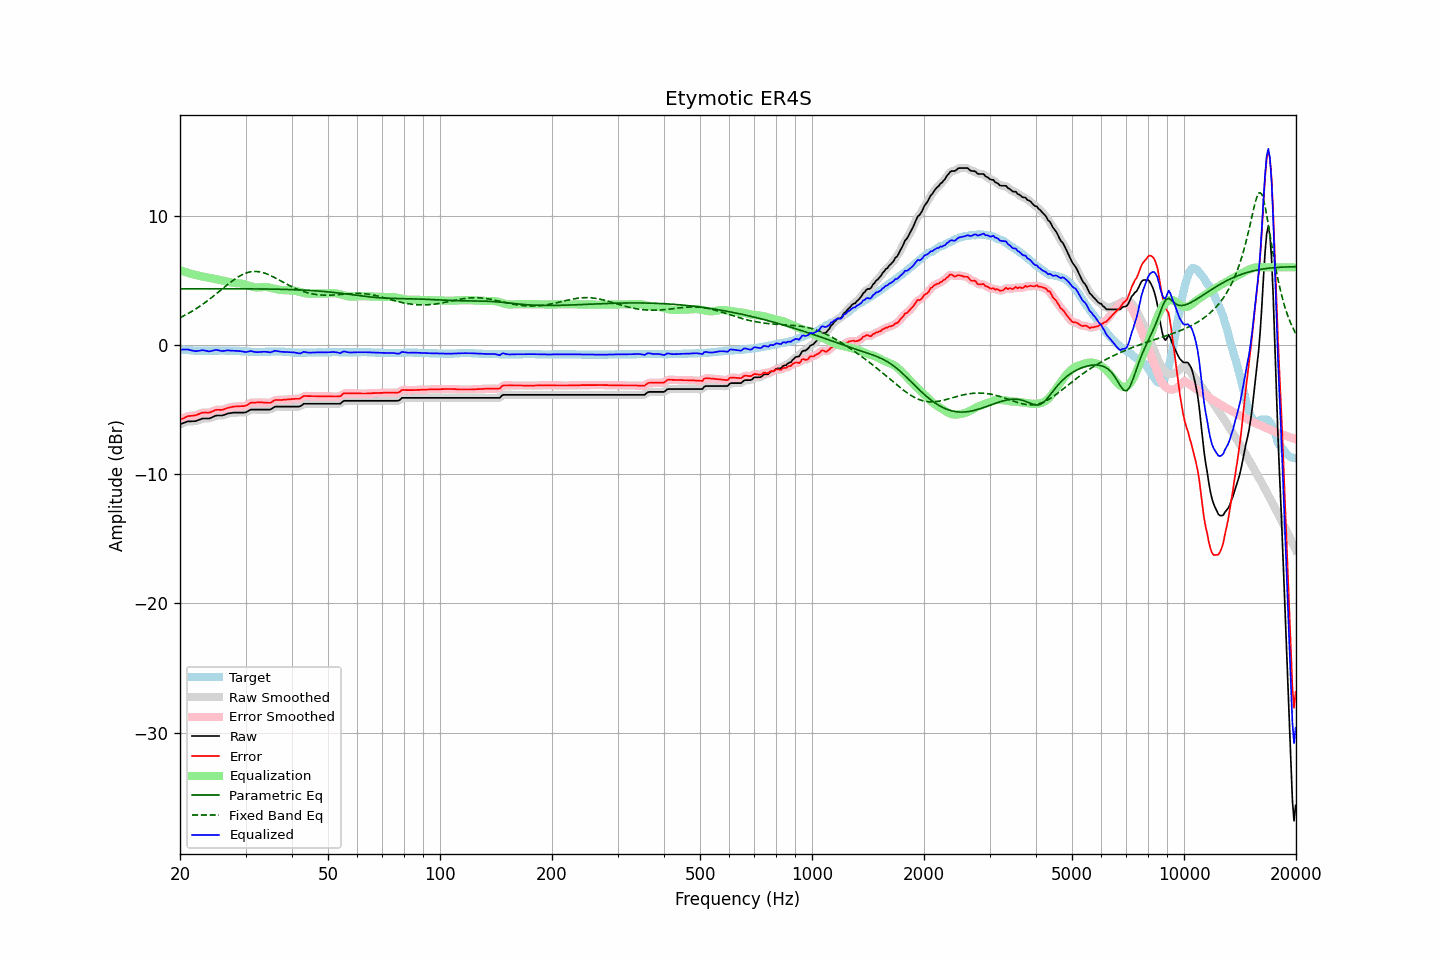 Etymotic ER4S
Amplitude (dBr)
10
0
−10
−20
−30
Target
Raw Smoothed
Error Smoothed
Raw
Error
Equalization
Parametric Eq
Fixed Band Eq
Equalized
20 50 100 200 500 1000 2000 5000 10000 20000
Frequency (Hz)